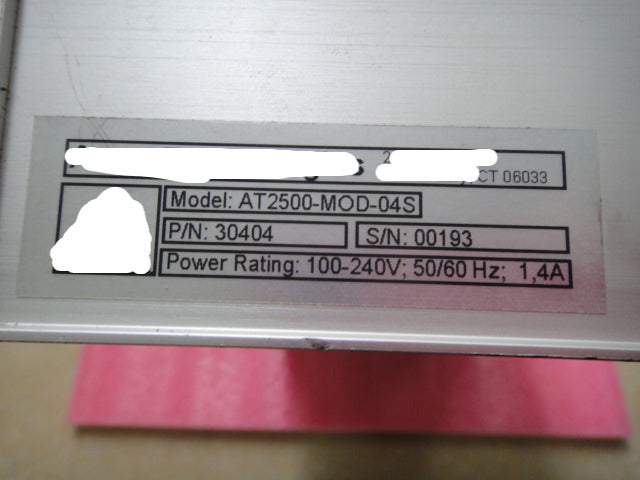 CT 06033
Model: AT2500-MOD-04S
P/N: 30404
S/N: 00193
Power Rating: 100-240V; 50/60 Hz; 1,4A